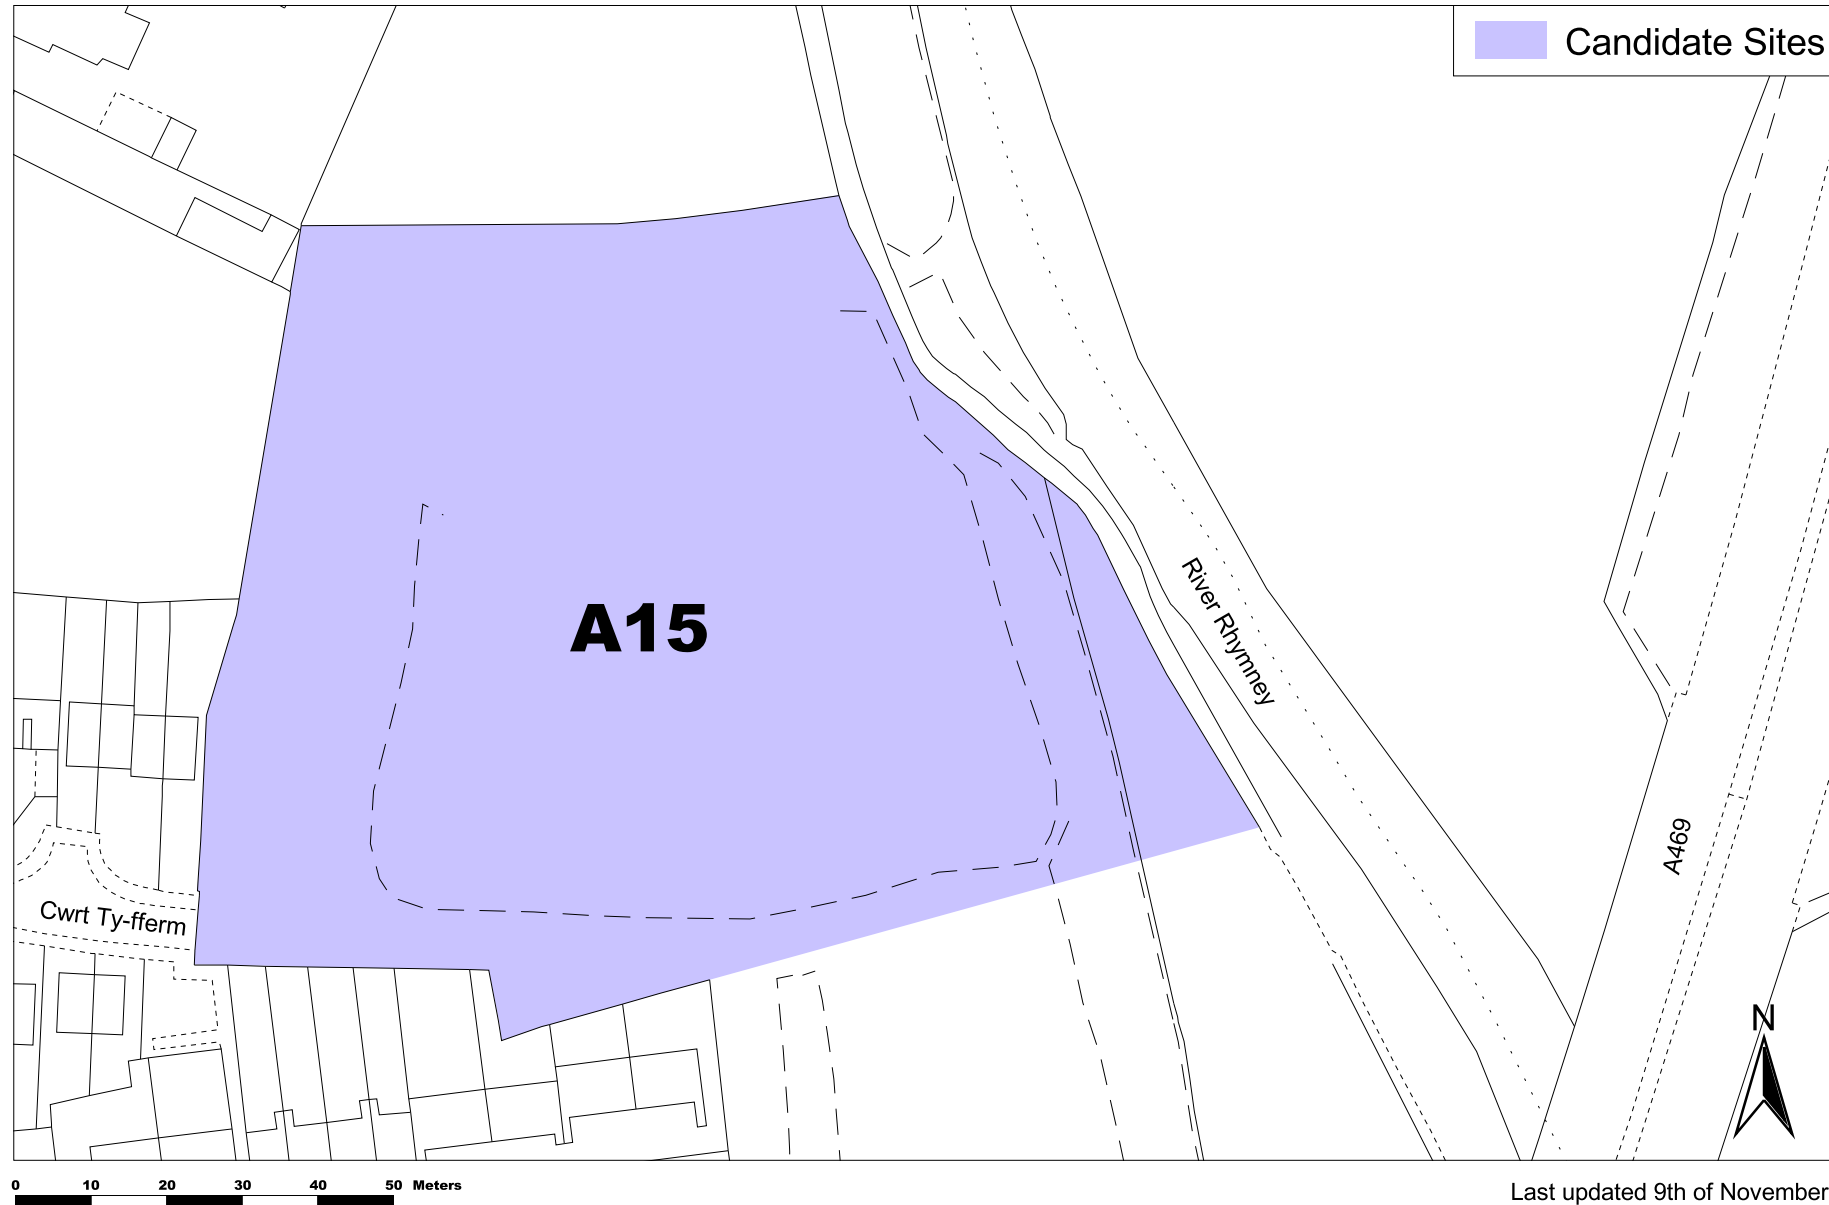 Candidate Sites
A15
River Rhymney
A469
Cwrt Ty-fferm
N
0 10 20 30 40 50 Meters
Last updated 9th of November